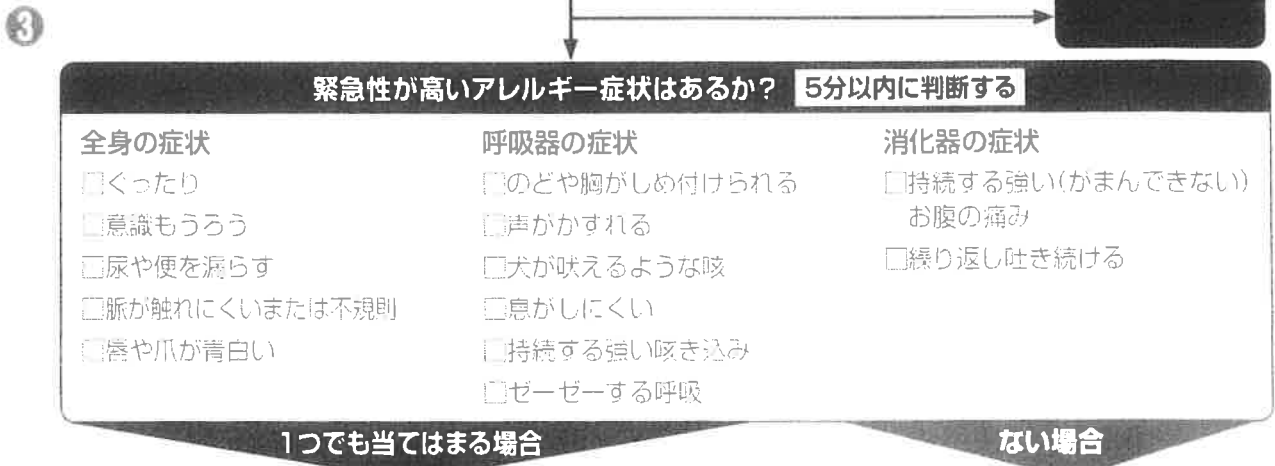 ❸
緊急性が高いアレルギー症状はあるか？ 5分以内に判断する
全身の症状
□ぐったり
□意識もうろう
□尿や便を漏らす
□脈が触れにくいまたは不規則
□唇や爪が青白い
呼吸器の症状
□のどや胸がしめ付けられる
□声がかすれる
□犬が吠えるような咳
□息がしにくい
□持続する強い咳き込み
□ゼーゼーする呼吸
消化器の症状
□持続する強い(がまんできない)
お腹の痛み
□繰り返し吐き続ける
1つでも当てはまる場合
ない場合